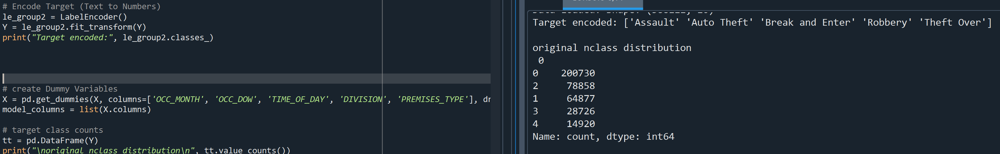 # Encode Target (Text to Numbers)
le_group2 = LabelEncoder()
Y = le_group2.fit_transform(Y)
print("Target encoded:", le_group2.classes_)
# create Dummy Variables
X = pd.get_dummies(X, columns=['OCC_MONTH', 'OCC_DOW', 'TIME_OF_DAY', 'DIVISION', 'PREMISES_TYPE'], dr
model_columns = list(X.columns)
# target class counts
tt = pd.DataFrame(Y)
print("\noriginal nclass distribution\n", tt.value_counts())
Target encoded: ['Assault' 'Auto Theft' 'Break and Enter' 'Robbery' 'Theft Over']
original nclass distribution
0
0 200730
2 78858
1 64877
3 28726
4 14920
Name: count, dtype: int64